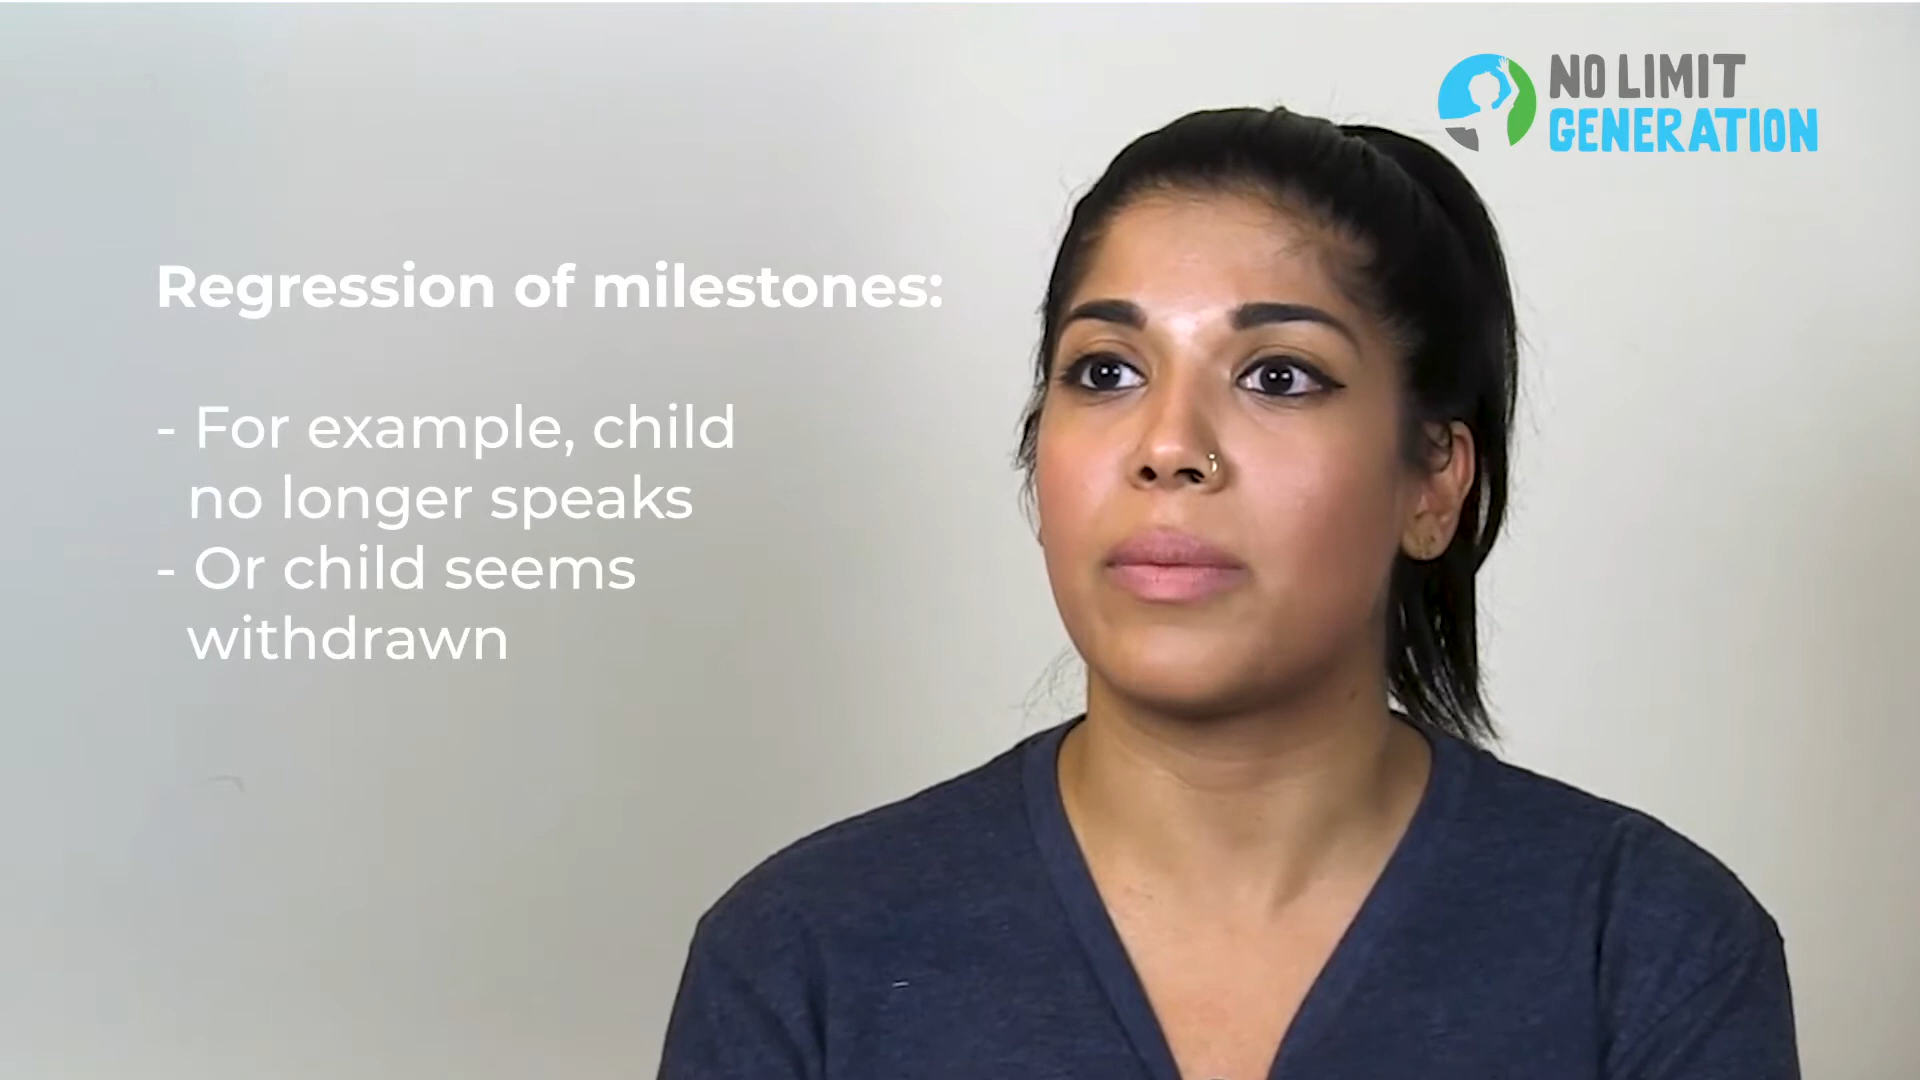 NO LIMIT
GENERATION
Regression of milestones:
- For example, child
no longer speaks
- Or child seems
withdrawn